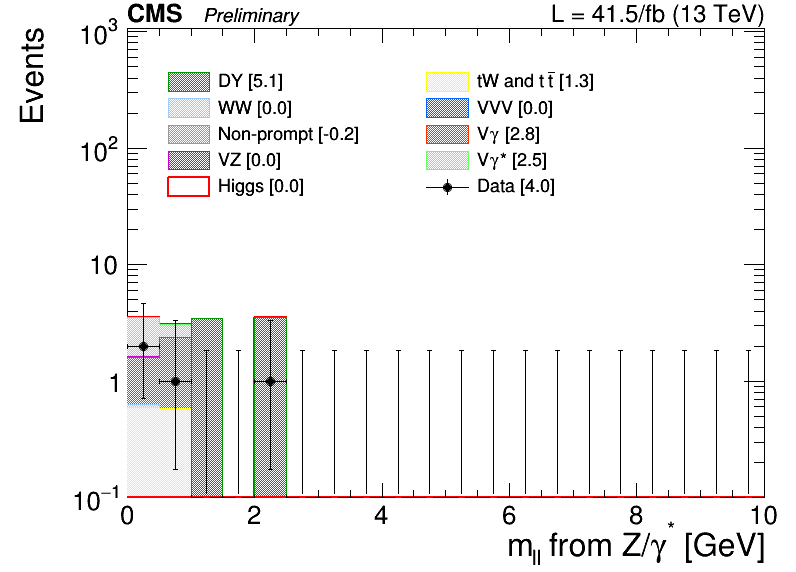 CMS Preliminary L = 41.5/fb (13 TeV)
Events
10³
10²
10
1
10⁻¹
DY [5.1]
WW [0.0]
Non-prompt [-0.2]
VZ [0.0]
Higgs [0.0]
tW and tt̄ [1.3]
VVV [0.0]
Vγ [2.8]
Vγ* [2.5]
Data [4.0]
0 2 4 6 8 10
m_ll from Z/γ* [GeV]